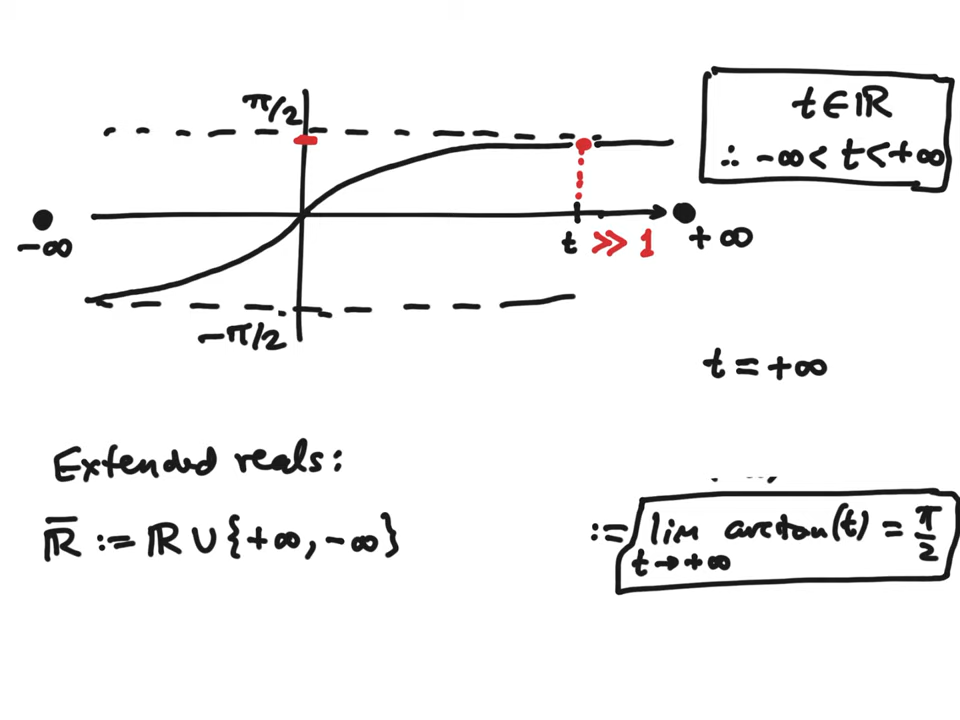 π/2
t ∈ ℝ
∴ -∞ < t < +∞
-∞
t ≫ 1
+∞
-π/2
t = +∞
Extended reals:
ℝ̅ := ℝ ∪ {+∞, -∞}
:= lim arctan(t) = π/2
t → +∞